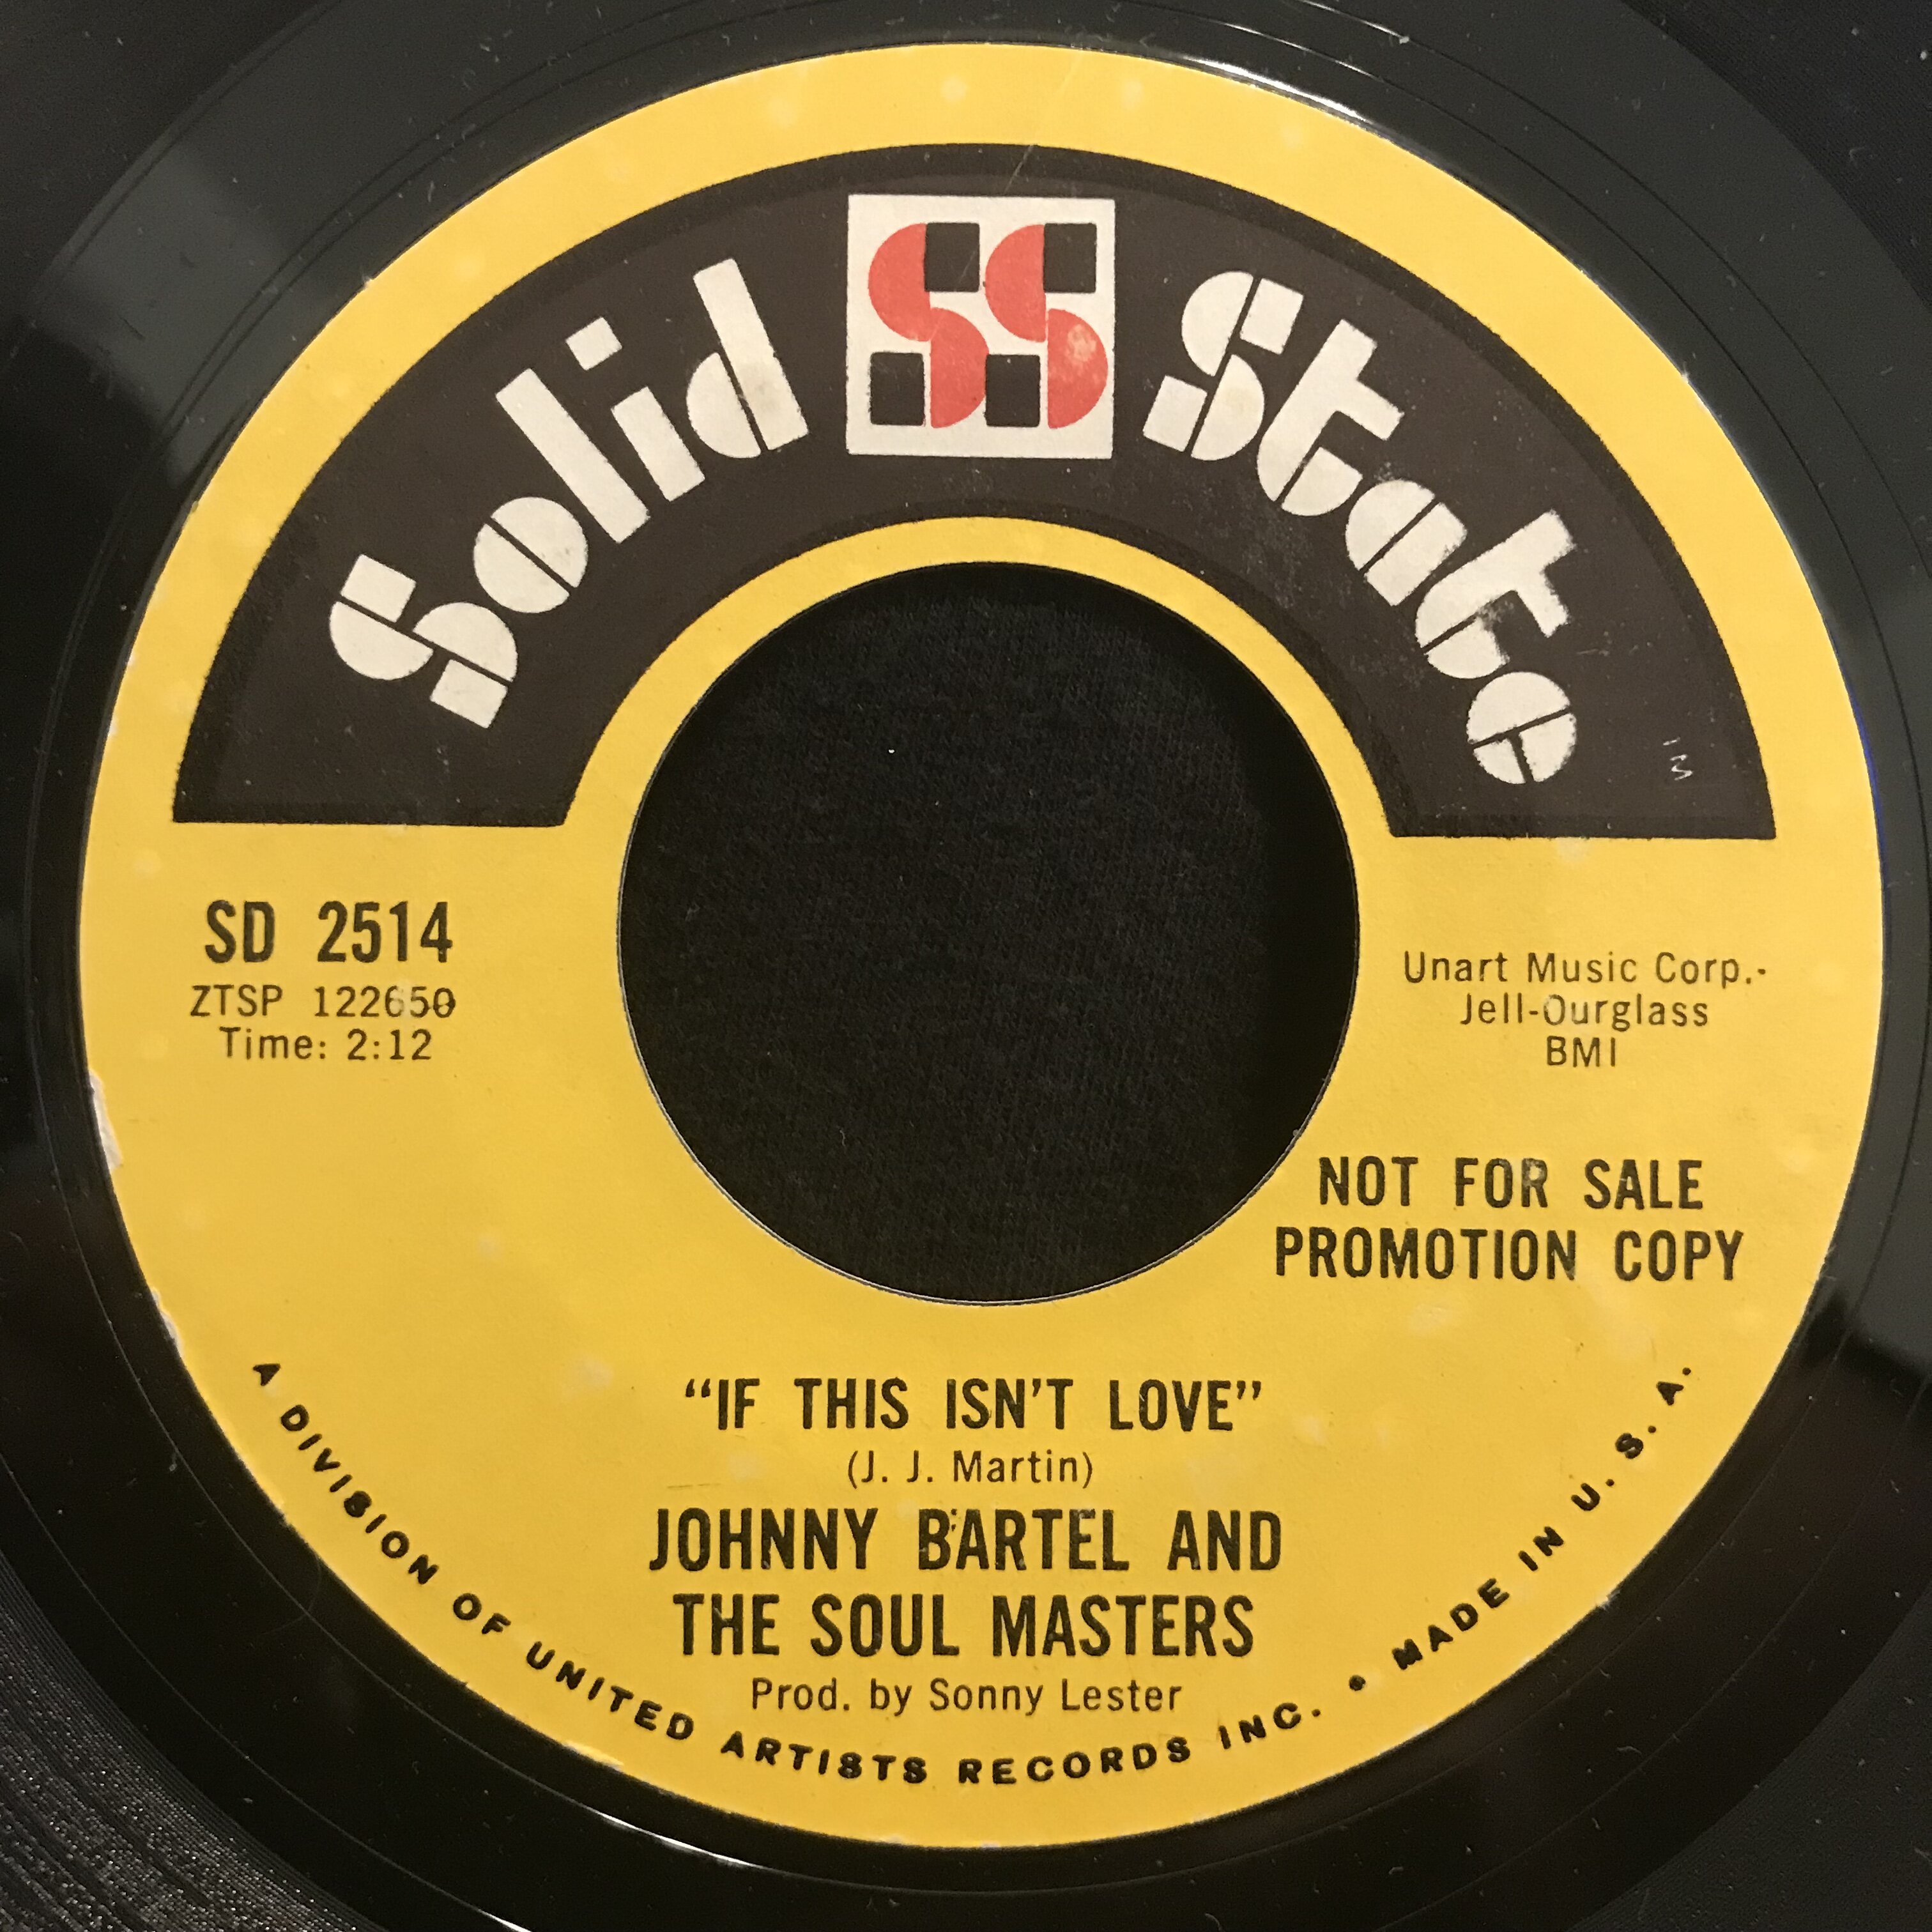 Solid SS State
SD 2514
ZTSP 122650
Time: 2:12
Unart Music Corp.-
Jell-Ourglass
BMI
NOT FOR SALE
PROMOTION COPY
"IF THIS ISN'T LOVE"
(J. J. Martin)
JOHNNY BARTEL AND
THE SOUL MASTERS
Prod. by Sonny Lester
A DIVISION OF UNITED ARTISTS RECORDS INC. • MADE IN U. S. A.